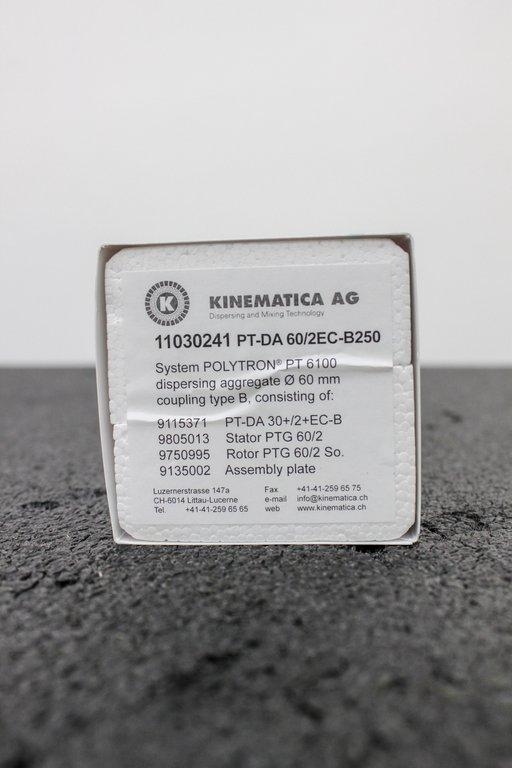 K
KINEMATICA AG
Dispersing and Mixing Technology
11030241 PT-DA 60/2EC-B250
System POLYTRON® PT 6100
dispersing aggregate Ø 60 mm
coupling type B, consisting of:
9115371 PT-DA 30+/2+EC-B
9805013 Stator PTG 60/2
9750995 Rotor PTG 60/2 So.
9135002 Assembly plate
Luzernerstrasse 147a Fax +41-41-259 65 75
CH-6014 Littau-Lucerne e-mail info@kinematica.ch
Tel. +41-41-259 65 65 web www.kinematica.ch